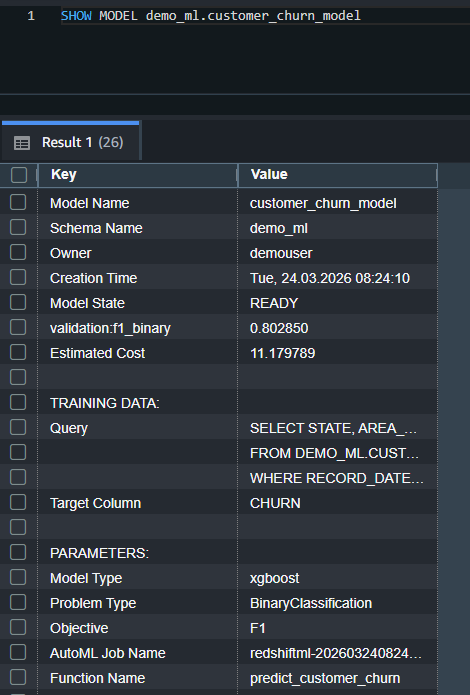 1 SHOW MODEL demo_ml.customer_churn_model
Result 1 (26)
Key Value
Model Name customer_churn_model
Schema Name demo_ml
Owner demouser
Creation Time Tue, 24.03.2026 08:24:10
Model State READY
validation:f1_binary 0.802850
Estimated Cost 11.179789
TRAINING DATA:
Query SELECT STATE, AREA_...
FROM DEMO_ML.CUST...
WHERE RECORD_DATE...
Target Column CHURN
PARAMETERS:
Model Type xgboost
Problem Type BinaryClassification
Objective F1
AutoML Job Name redshiftml-202603240824...
Function Name predict_customer_churn